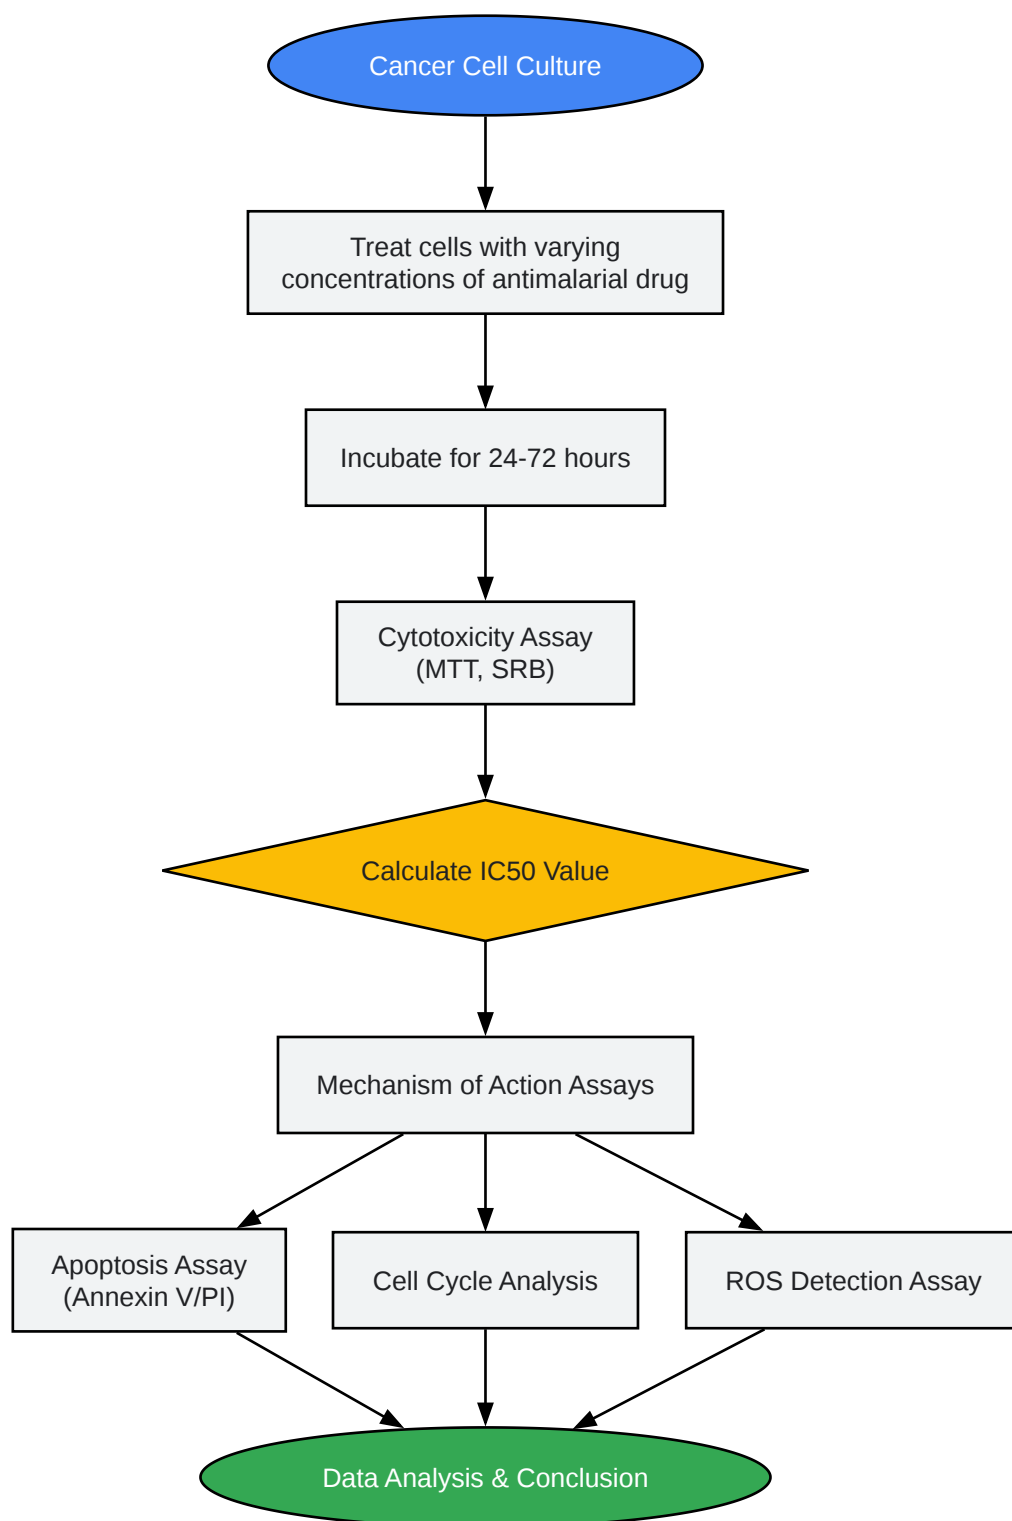 Cancer Cell Culture
Treat cells with varying
concentrations of antimalarial drug
Incubate for 24-72 hours
Cytotoxicity Assay
(MTT, SRB)
Calculate IC50 Value
Mechanism of Action Assays
Apoptosis Assay
(Annexin V/PI)
Cell Cycle Analysis
ROS Detection Assay
Data Analysis & Conclusion